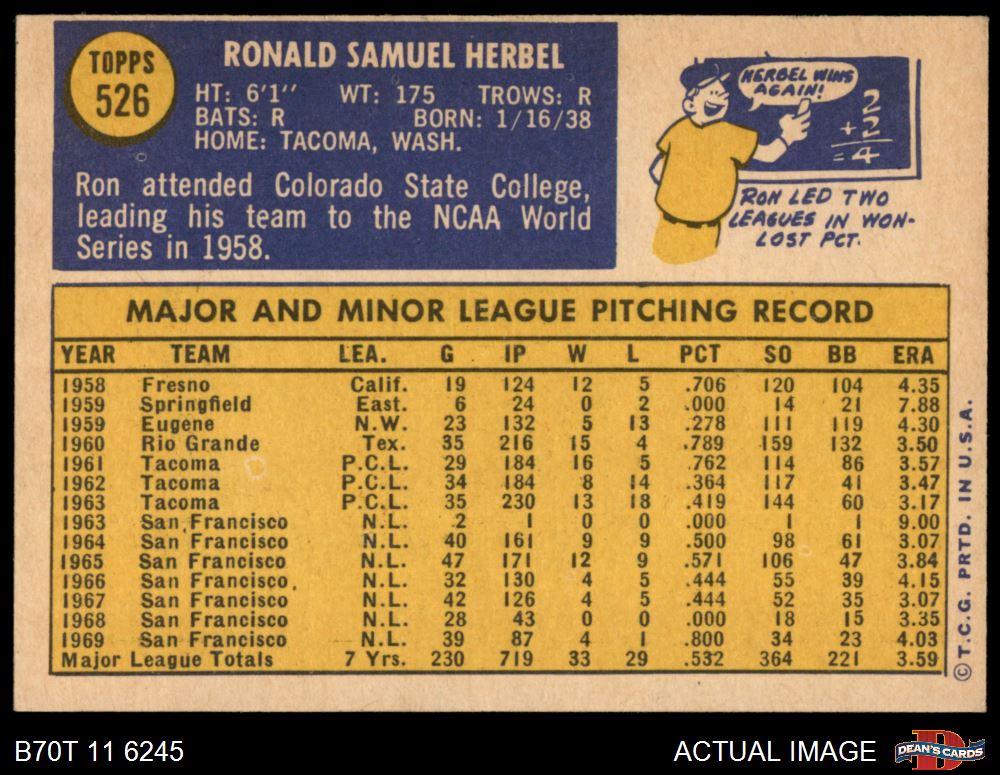 TOPPS
526
RONALD SAMUEL HERBEL
HT: 6'1'' WT: 175 TROWS: R
BATS: R BORN: 1/16/38
HOME: TACOMA, WASH.
Ron attended Colorado State College,
leading his team to the NCAA World
Series in 1958.
HERBEL WINS
AGAIN!
2
+2
=4
RON LED TWO
LEAGUES IN WON-
LOST PCT.
MAJOR AND MINOR LEAGUE PITCHING RECORD
YEAR TEAM LEA. G IP W L PCT SO BB ERA
1958 Fresno Calif. 19 124 12 5 .706 120 104 4.35
1959 Springfield East. 6 24 0 2 .000 14 21 7.88
1959 Eugene N.W. 23 132 5 13 .278 111 119 4.30
1960 Rio Grande Tex. 35 216 15 4 .789 159 132 3.50
1961 Tacoma P.C.L. 29 184 16 5 .762 114 86 3.57
1962 Tacoma P.C.L. 34 184 8 14 .364 117 41 3.47
1963 Tacoma P.C.L. 35 230 13 18 .419 144 60 3.17
1963 San Francisco N.L. 2 1 0 0 .000 1 1 9.00
1964 San Francisco N.L. 40 161 9 9 .500 98 61 3.07
1965 San Francisco N.L. 47 171 12 9 .571 106 47 3.84
1966 San Francisco N.L. 32 130 4 5 .444 55 39 4.15
1967 San Francisco N.L. 42 126 4 5 .444 52 35 3.07
1968 San Francisco N.L. 28 43 0 0 .000 18 15 3.35
1969 San Francisco N.L. 39 87 4 1 .800 34 23 4.03
Major League Totals 7 Yrs. 230 719 33 29 .532 364 221 3.59
© T.C.G. PRTD. IN U.S.A.
B70T 11 6245
ACTUAL IMAGE
DEAN'S CARDS